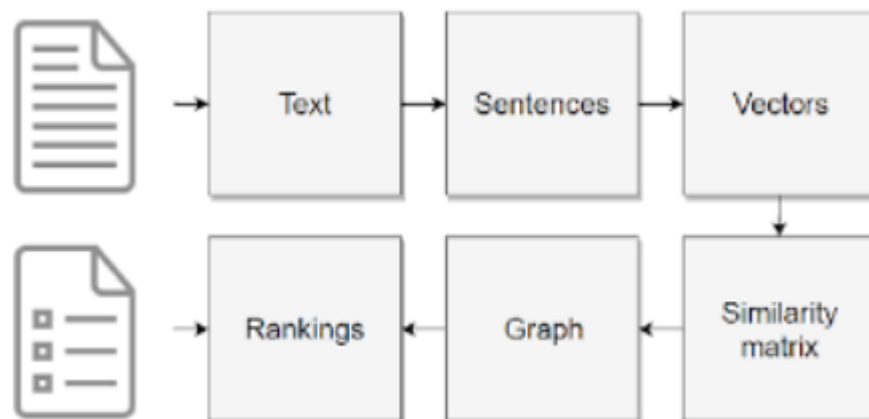 Text
Sentences
Vectors
Rankings
Graph
Similarity
matrix